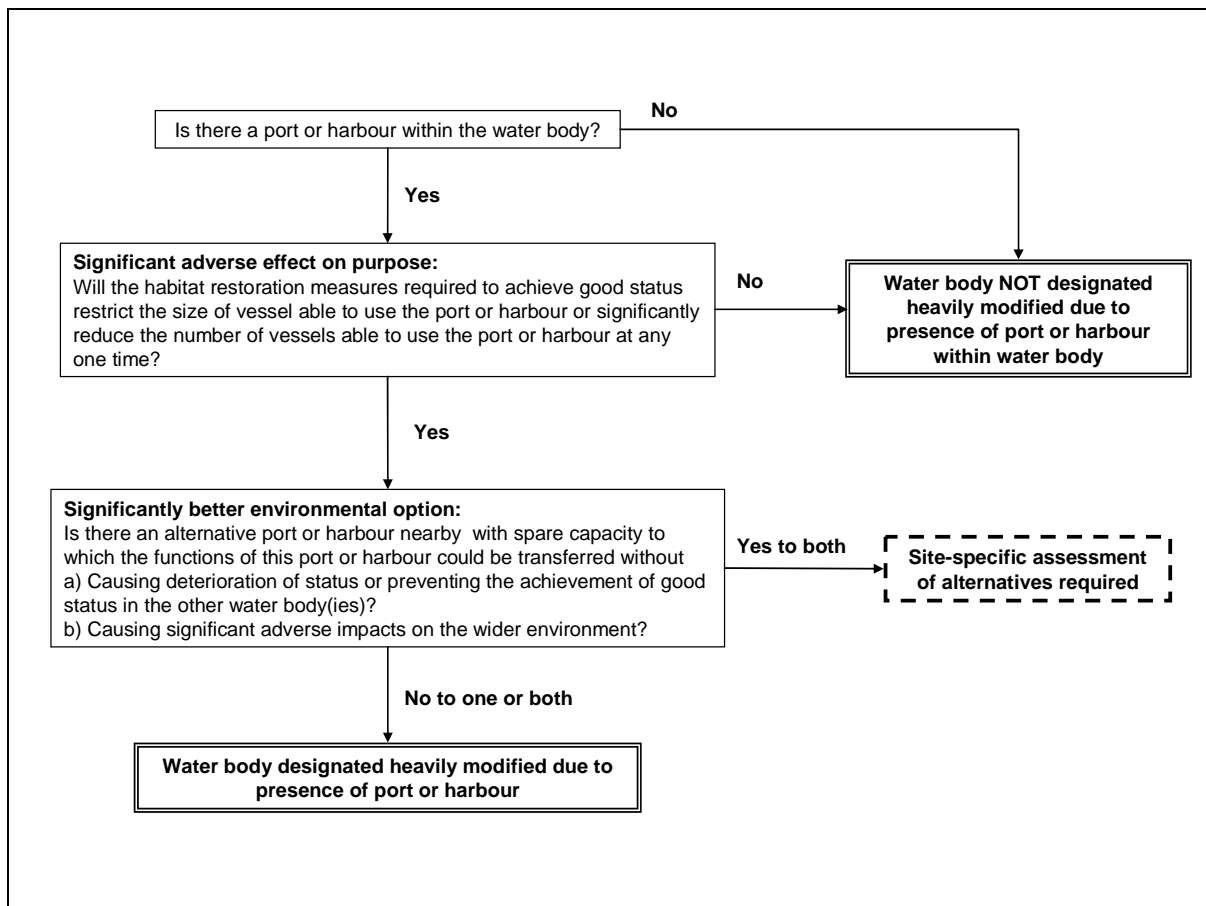 No
Is there a port or harbour within the water body?
Yes
Significant adverse effect on purpose:
Will the habitat restoration measures required to achieve good status
restrict the size of vessel able to use the port or harbour or significantly
reduce the number of vessels able to use the port or harbour at any
one time?
No
Water body NOT designated
heavily modified due to
presence of port or harbour
within water body
Yes
Significantly better environmental option:
Is there an alternative port or harbour nearby  with spare capacity to
which the functions of this port or harbour could be transferred without
a) Causing deterioration of status or preventing the achievement of good
status in the other water body(ies)?
b) Causing significant adverse impacts on the wider environment?
Yes to both
Site-specific assessment
of alternatives required
No to one or both
Water body designated heavily modified due to
presence of port or harbour